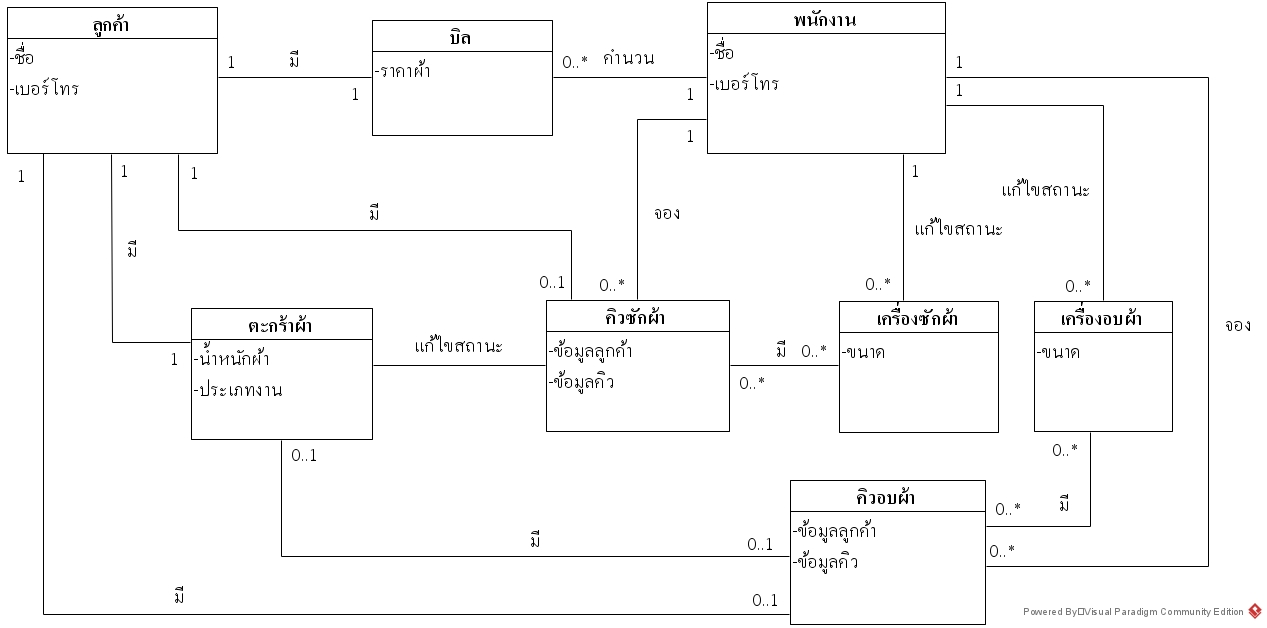 ลูกค้า
-ชื่อ
-เบอร์โทร
บิล
-ราคาผ้า
พนักงาน
-ชื่อ
-เบอร์โทร
1
มี
1
0..*
คำนวน
1
1
1
1
1
1
1
มี
มี
จอง
1
แก้ไขสถานะ
แก้ไขสถานะ
0..1
0..*
0..*
0..*
ตะกร้าผ้า
-น้ำหนักผ้า
-ประเภทงาน
1
แก้ไขสถานะ
คิวซักผ้า
-ข้อมูลลูกค้า
-ข้อมูลคิว
มี
0..*
0..*
เครื่องซักผ้า
-ขนาด
เครื่องอบผ้า
-ขนาด
จอง
0..1
0..*
คิวอบผ้า
-ข้อมูลลูกค้า
-ข้อมูลคิว
0..*
มี
0..*
มี
0..1
มี
0..1
Powered By Visual Paradigm Community Edition